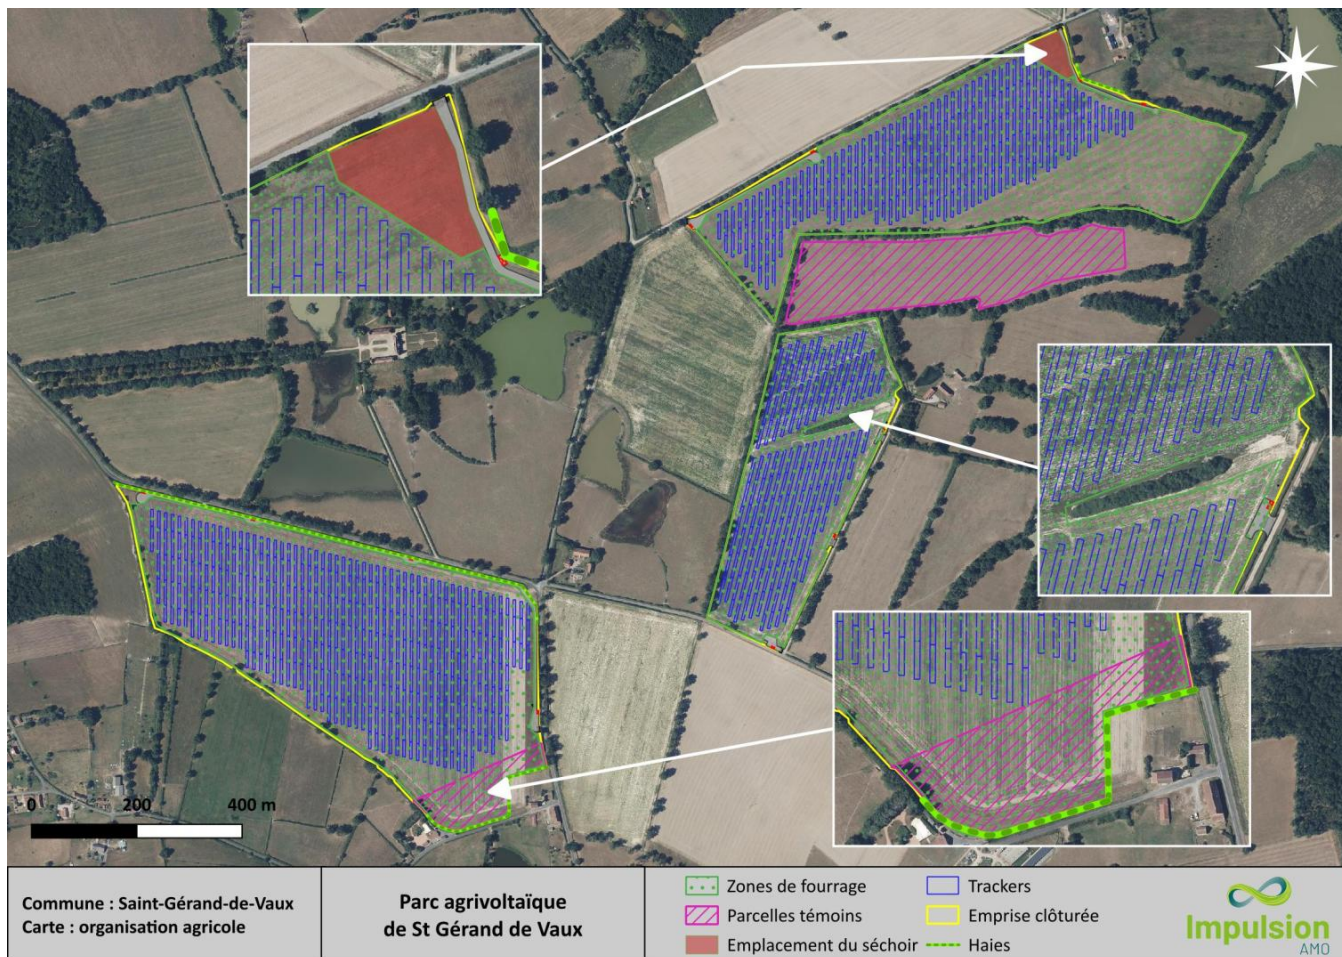 0 200 400 m
Commune : Saint-Gérand-de-Vaux
Carte : organisation agricole
Parc agrivoltaïque
de St Gérand de Vaux
Zones de fourrage
Parcelles témoins
Emplacement du séchoir
Trackers
Emprise clôturée
Haies
Impulsion
AMO